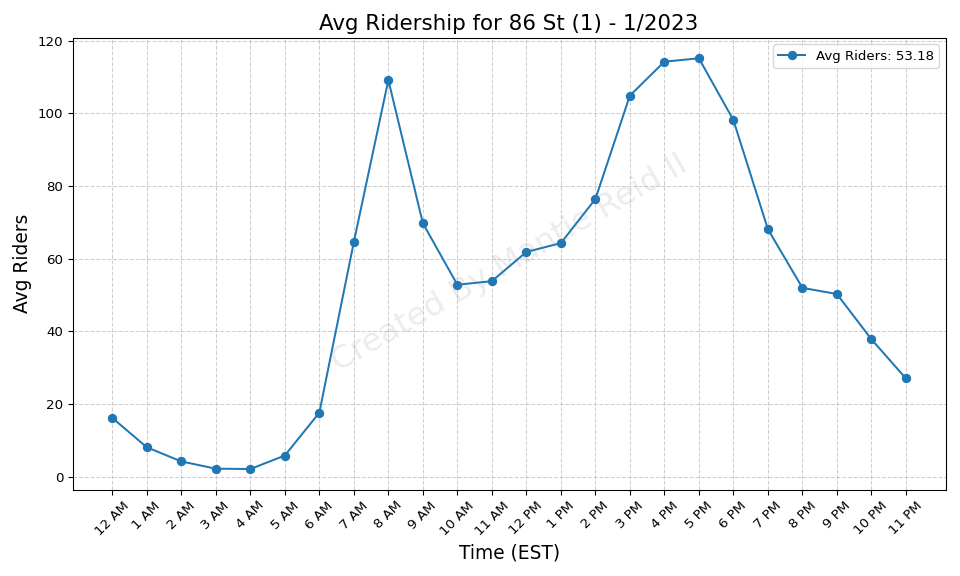 Avg Ridership for 86 St (1) - 1/2023
Avg Riders: 53.18
120
100
80
60
40
20
0
Avg Riders
Created By Mantic Reid II
12 AM
1 AM
2 AM
3 AM
4 AM
5 AM
6 AM
7 AM
8 AM
9 AM
10 AM
11 AM
12 PM
1 PM
2 PM
3 PM
4 PM
5 PM
6 PM
7 PM
8 PM
9 PM
10 PM
11 PM
Time (EST)